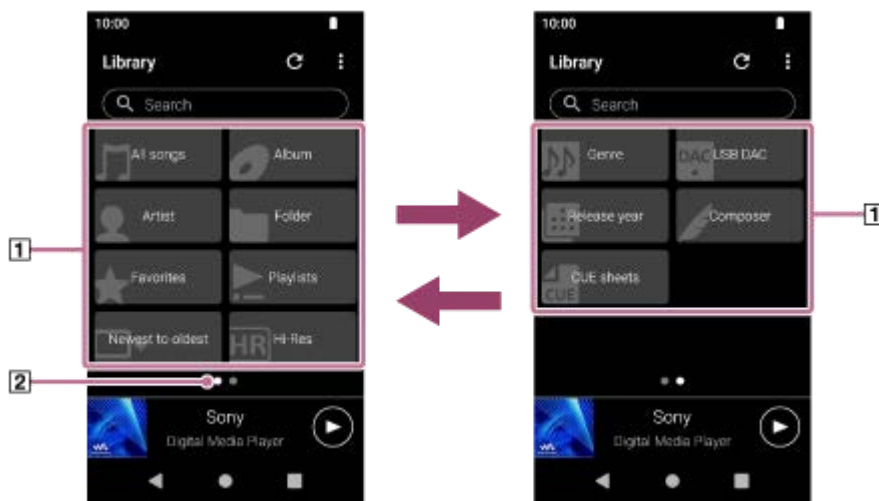 10:00
Library
Search
All songs
Album
Artist
Folder
Favorites
Playlists
Newest to oldest
HR Hi-Res
Sony
Digital Media Player
1
2
10:00
Library
Search
Genre
DAC USB DAC
Release year
Composer
CUE sheets
CUE
Sony
Digital Media Player
1